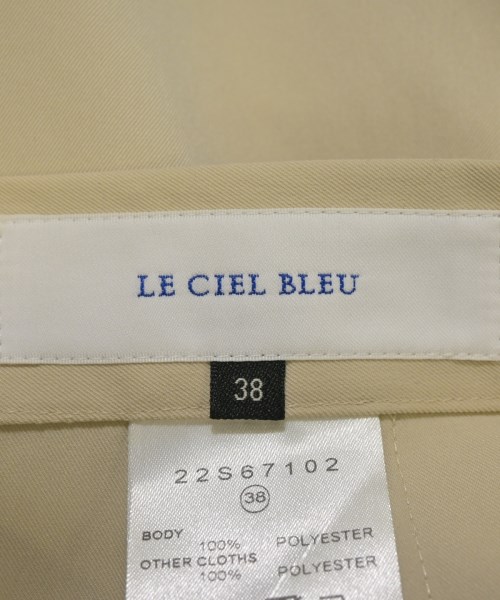 LE CIEL BLEU
38
22S67102
38
BODY 100% POLYESTER
OTHER CLOTHS 100% POLYESTER